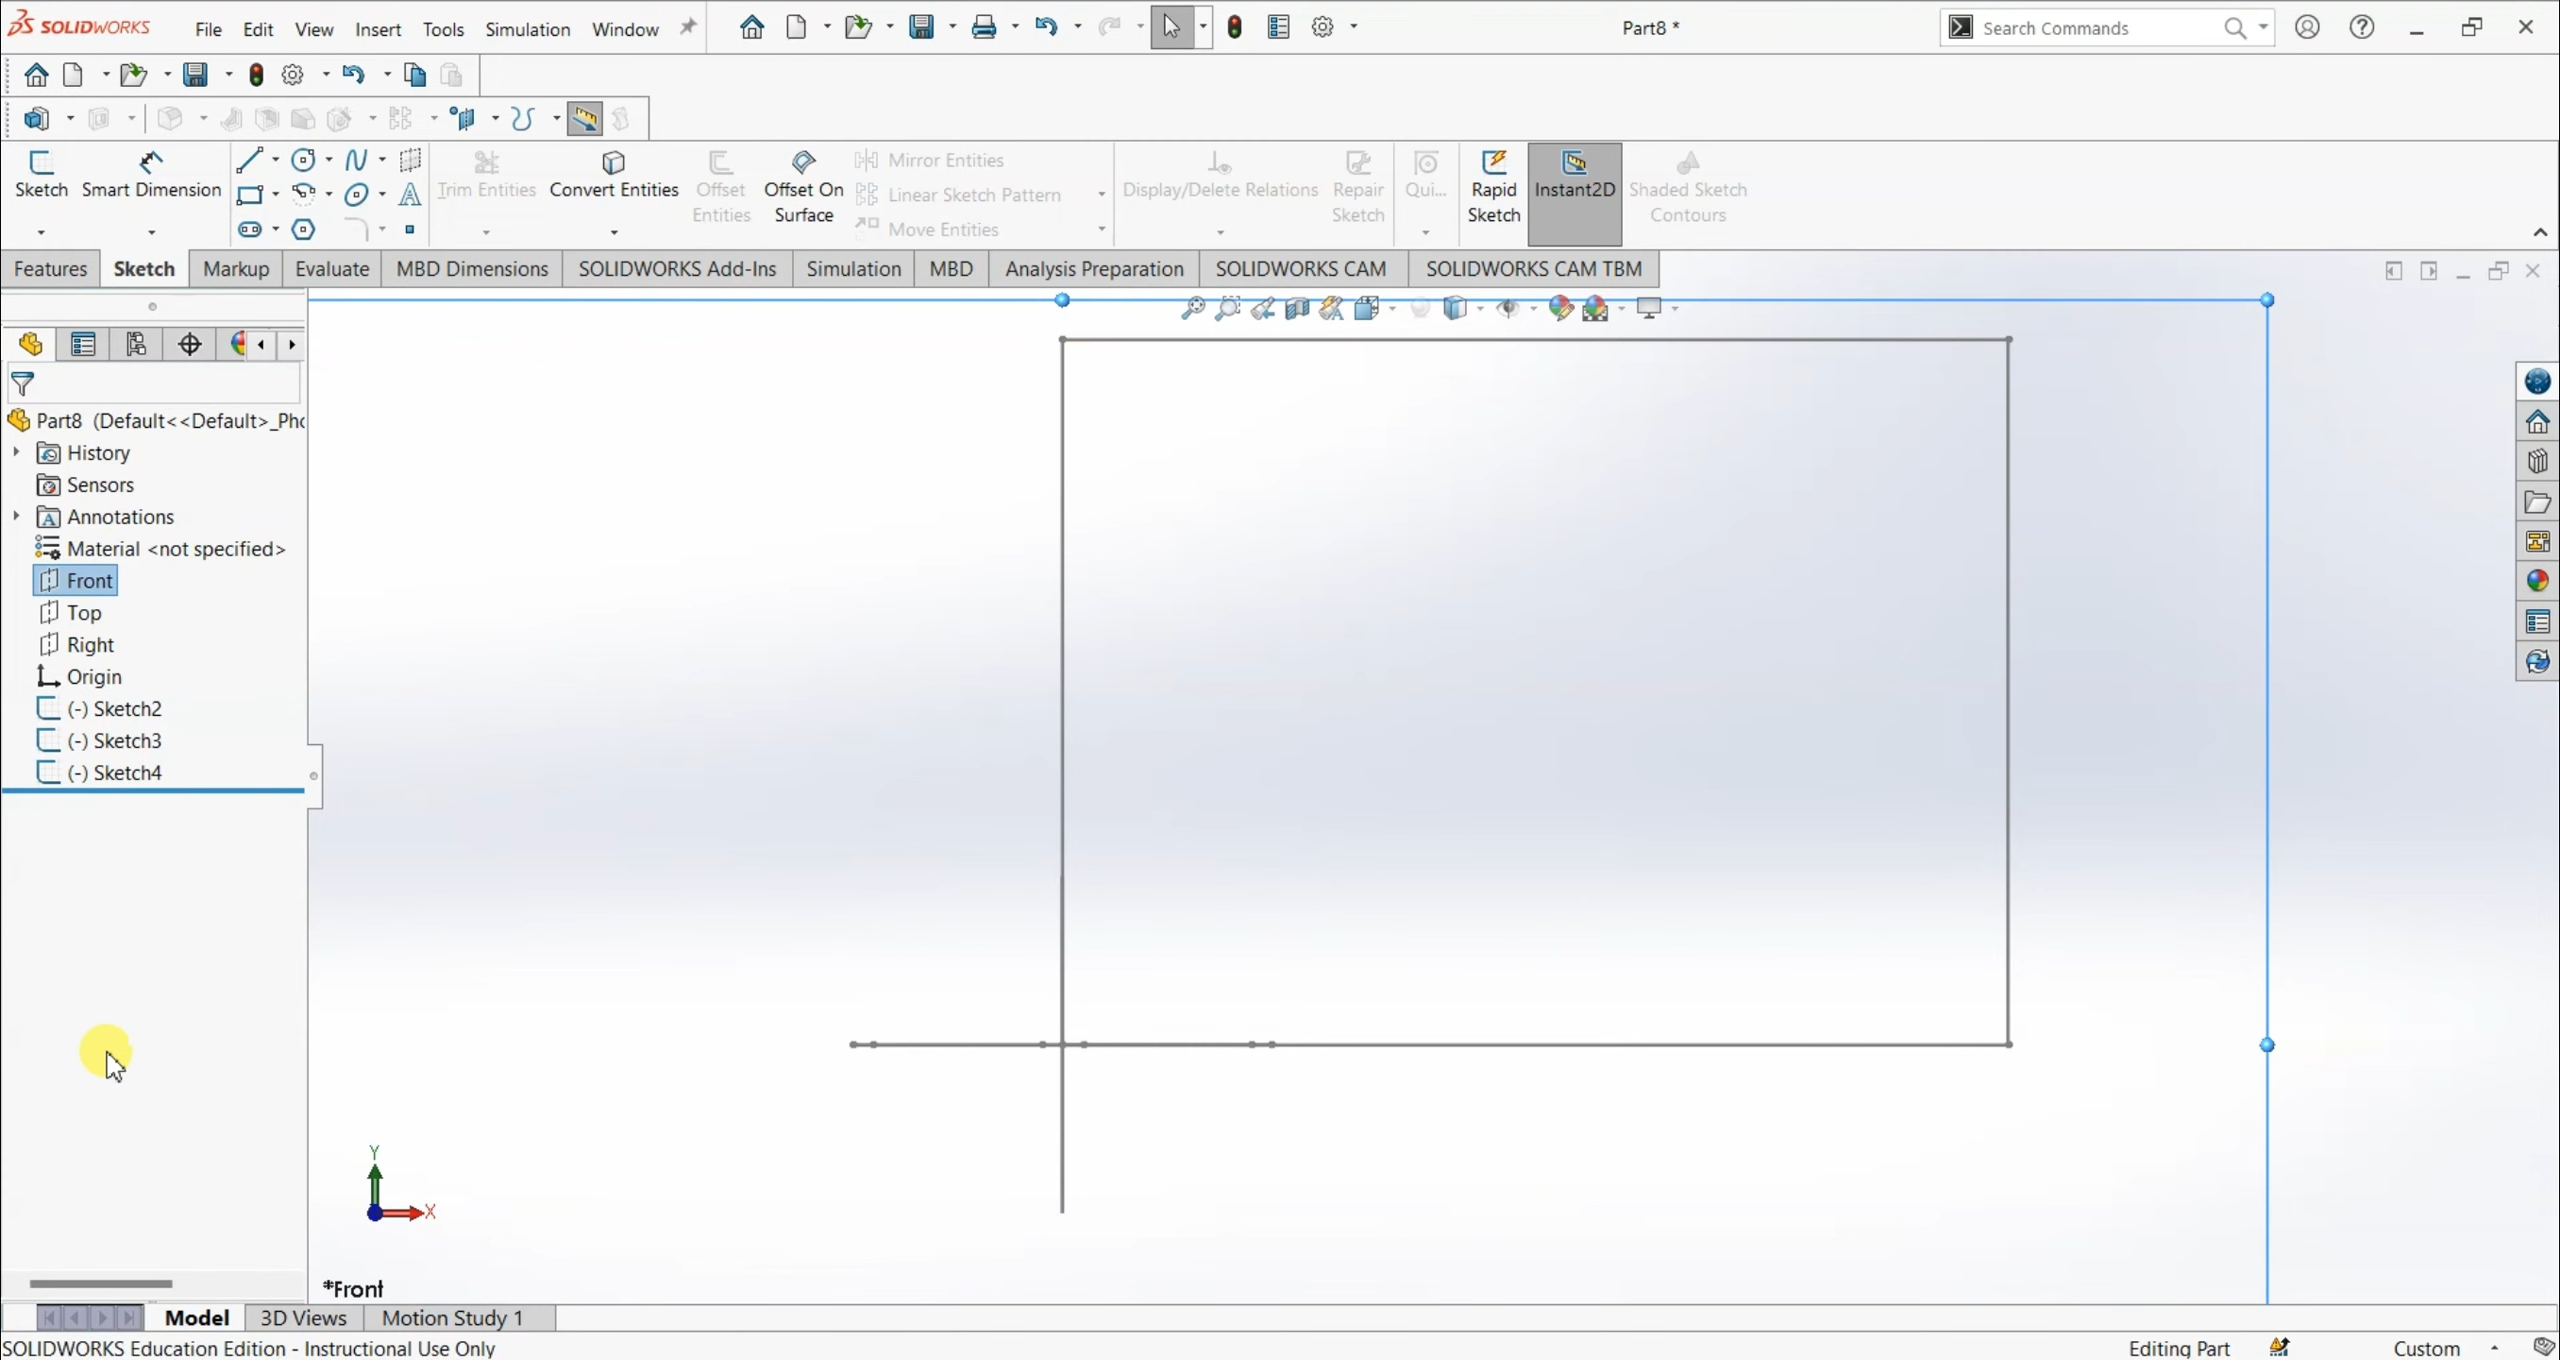 SOLIDWORKS File Edit View Insert Tools Simulation Window Part8 * Search Commands
Sketch Smart Dimension Trim Entities Convert Entities Offset Entities Offset On Surface Mirror Entities Linear Sketch Pattern Move Entities Display/Delete Relations Repair Sketch Qui... Rapid Sketch Instant2D Shaded Sketch Contours
Features Sketch Markup Evaluate MBD Dimensions SOLIDWORKS Add-Ins Simulation MBD Analysis Preparation SOLIDWORKS CAM SOLIDWORKS CAM TBM
Part8 (Default<<Default>_Pho
History
Sensors
Annotations
Material <not specified>
Front
Top
Right
Origin
(-) Sketch2
(-) Sketch3
(-) Sketch4
Y
X
*Front
Model 3D Views Motion Study 1
SOLIDWORKS Education Edition - Instructional Use Only Editing Part Custom